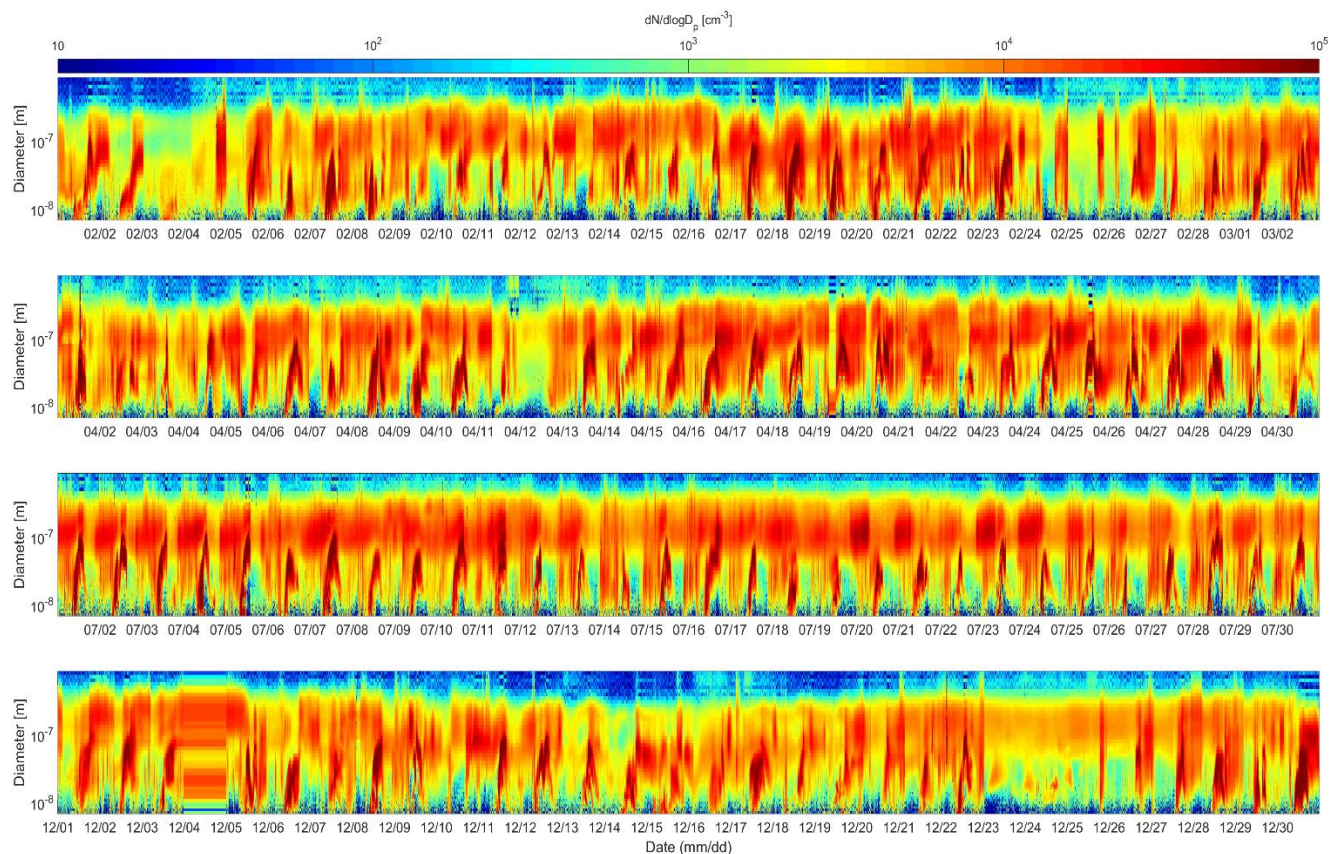 dN/dlogDp [cm-3]
10 10² 10³ 10⁴ 10⁵
Diameter [m]
10⁻⁷
10⁻⁸
02/02 02/03 02/04 02/05 02/06 02/07 02/08 02/09 02/10 02/11 02/12 02/13 02/14 02/15 02/16 02/17 02/18 02/19 02/20 02/21 02/22 02/23 02/24 02/25 02/26 02/27 02/28 03/01 03/02
Diameter [m]
10⁻⁷
10⁻⁸
04/02 04/03 04/04 04/05 04/06 04/07 04/08 04/09 04/10 04/11 04/12 04/13 04/14 04/15 04/16 04/17 04/18 04/19 04/20 04/21 04/22 04/23 04/24 04/25 04/26 04/27 04/28 04/29 04/30
Diameter [m]
10⁻⁷
10⁻⁸
07/02 07/03 07/04 07/05 07/06 07/07 07/08 07/09 07/10 07/11 07/12 07/13 07/14 07/15 07/16 07/17 07/18 07/19 07/20 07/21 07/22 07/23 07/24 07/25 07/26 07/27 07/28 07/29 07/30
Diameter [m]
10⁻⁷
10⁻⁸
12/01 12/02 12/03 12/04 12/05 12/06 12/07 12/08 12/09 12/10 12/11 12/12 12/13 12/14 12/15 12/16 12/17 12/18 12/19 12/20 12/21 12/22 12/23 12/24 12/25 12/26 12/27 12/28 12/29 12/30
Date (mm/dd)